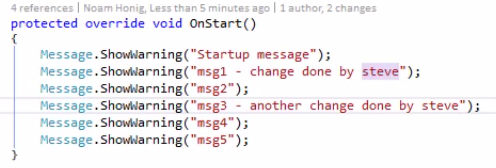 4 references | Noam Honig, Less than 5 minutes ago | 1 author, 2 changes
protected override void OnStart()
{
Message.ShowWarning("Startup message");
Message.ShowWarning("msg1 - change done by steve");
Message.ShowWarning("msg2");
Message.ShowWarning("msg3 - another change done by steve");
Message.ShowWarning("msg4");
Message.ShowWarning("msg5");
}